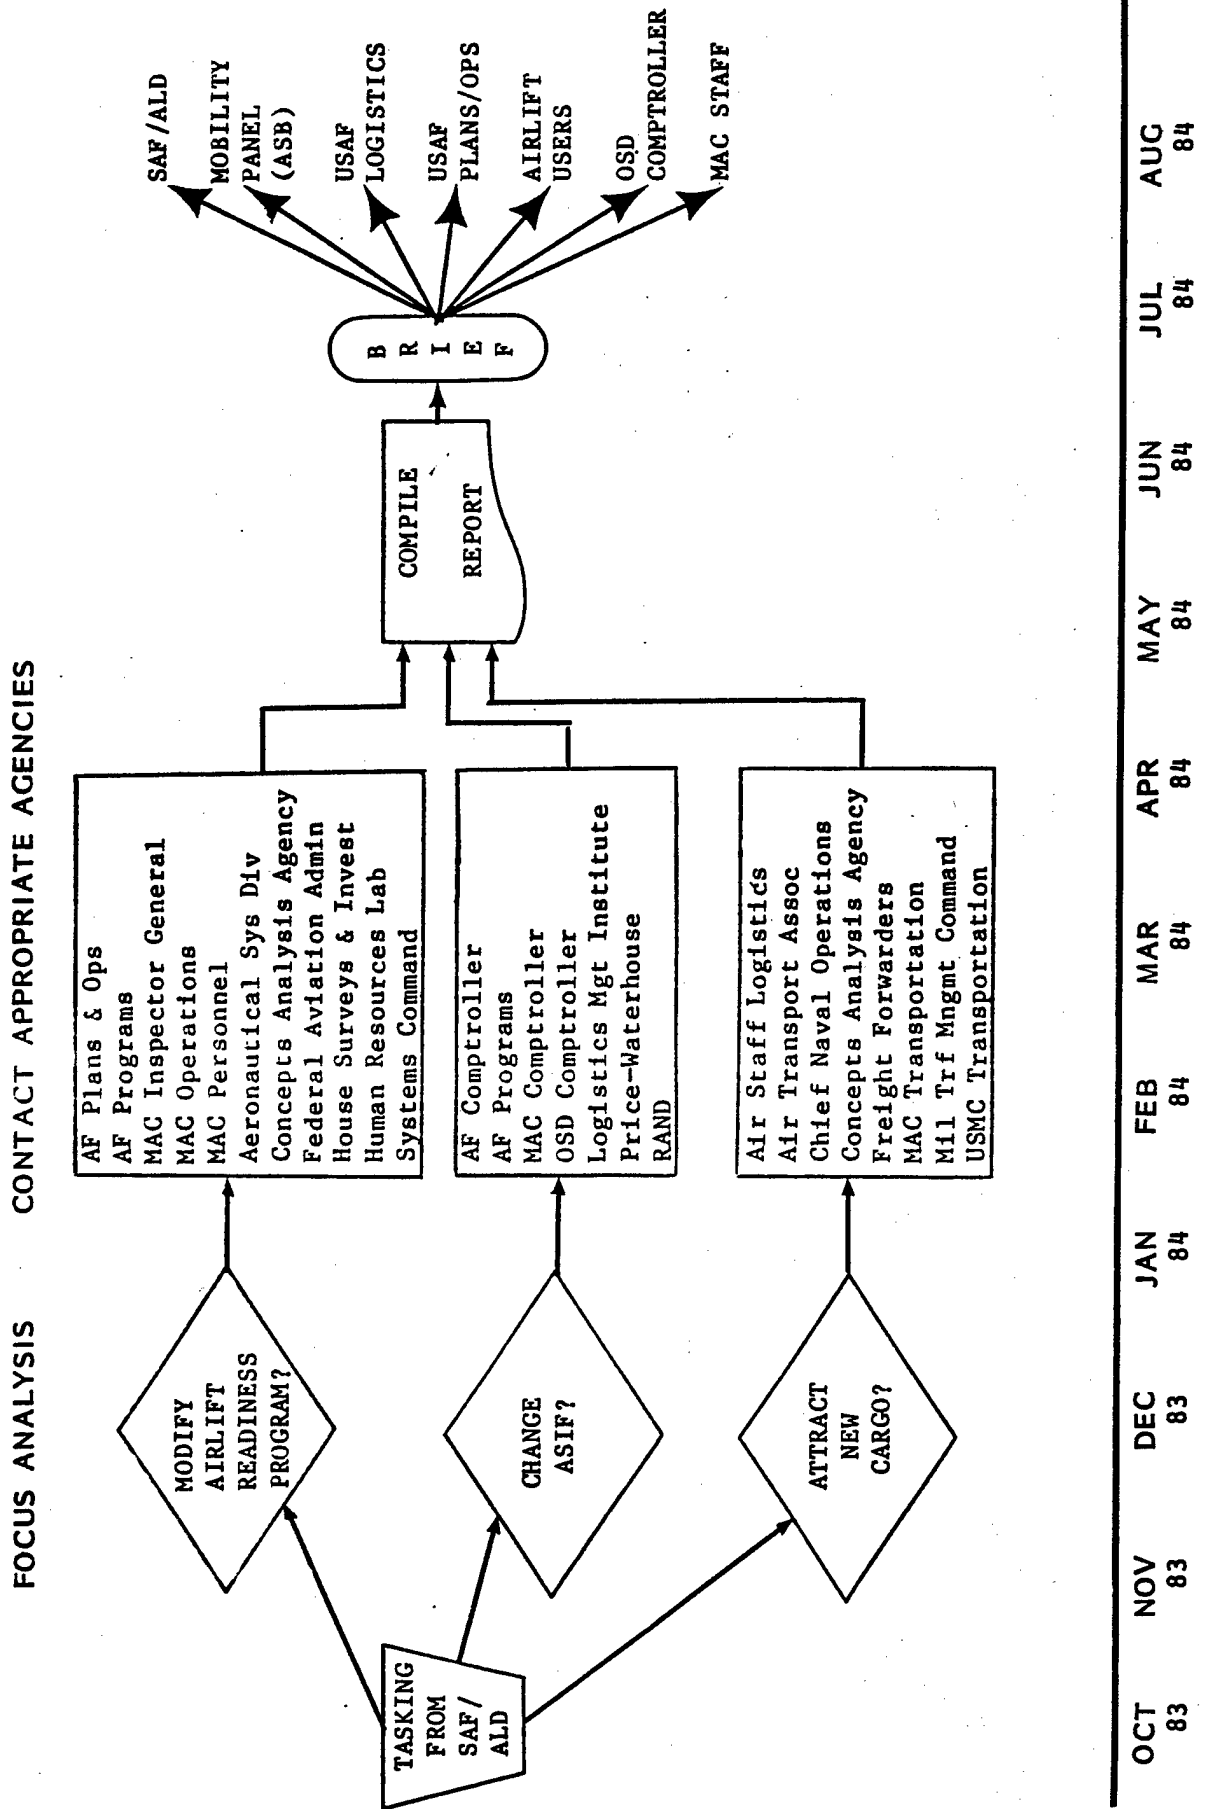 FOCUS ANALYSIS
CONTACT APPROPRIATE AGENCIES
TASKING
FROM
SAF/
ALD
MODIFY
AIRLIFT
READINESS
PROGRAM?
CHANGE
ASIF?
ATTRACT
NEW
CARGO?
AF Plans & Ops
AF Programs
MAC Inspector General
MAC Operations
MAC Personnel
Aeronautical Sys Div
Concepts Analysis Agency
Federal Aviation Admin
House Surveys & Invest
Human Resources Lab
Systems Command
AF Comptroller
AF Programs
MAC Comptroller
OSD Comptroller
Logistics Mgt Institute
Price-Waterhouse
RAND
Air Staff Logistics
Air Transport Assoc
Chief Naval Operations
Concepts Analysis Agency
Freight Forwarders
MAC Transportation
Mil Trf Mngmt Command
USMC Transportation
COMPILE
REPORT
B
R
I
E
F
SAF/ALD
MOBILITY
PANEL
(ASB)
USAF
LOGISTICS
USAF
PLANS/OPS
AIRLIFT
USERS
OSD
COMPTROLLER
MAC STAFF
OCT
83
NOV
83
DEC
83
JAN
84
FEB
84
MAR
84
APR
84
MAY
84
JUN
84
JUL
84
AUG
84